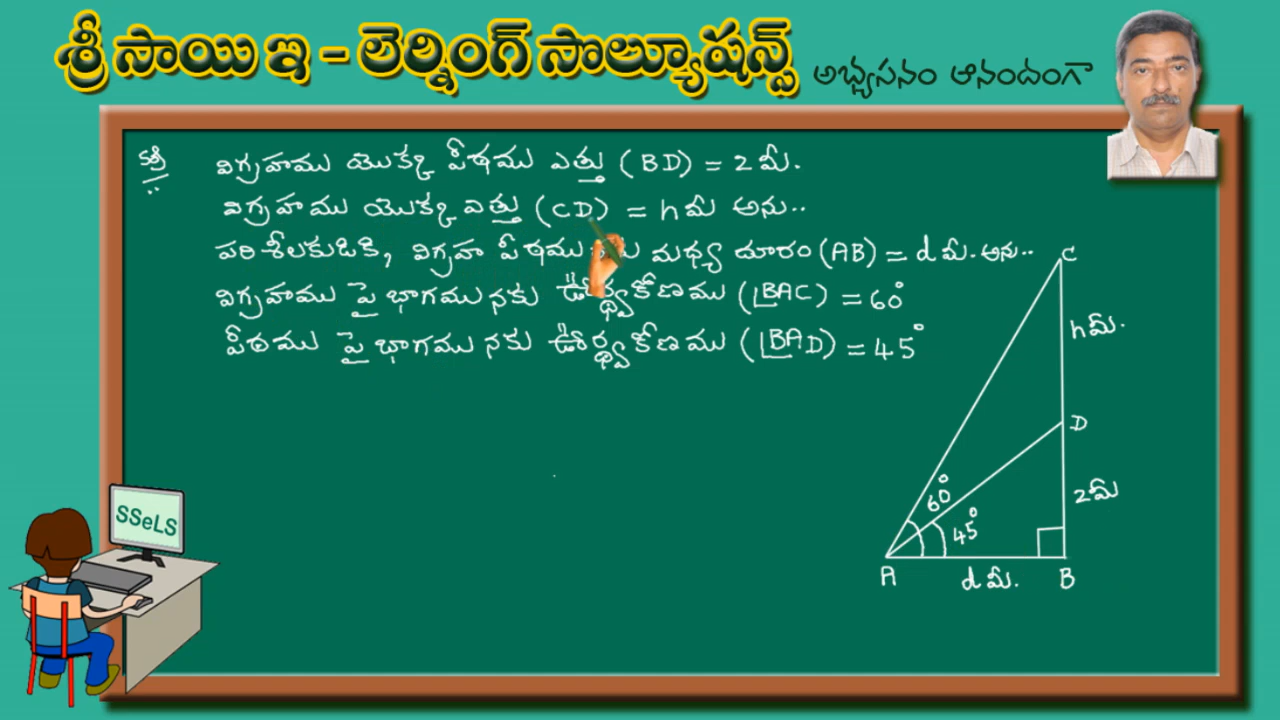 శ్రీ సాయి ఇ - లెర్నింగ్ సొల్యూషన్స్ అభ్యసనం ఆనందంగా
విగ్రహము యొక్క పీఠము ఎత్తు (BD) = 2 మీ.
విగ్రహము యొక్క ఎత్తు (CD) = h మీ అను..
పరిశీలకుడికి, విగ్రహ పీఠము మధ్య దూరం (AB) = d మీ. అను..
విగ్రహము పై భాగమునకు ఊర్థ్వకోణము (∠BAC) = 60°
పీఠము పై భాగమునకు ఊర్థ్వకోణము (∠BAD) = 45°
C
h మీ.
D
2 మీ
60°
45°
A d మీ. B
SSeLS